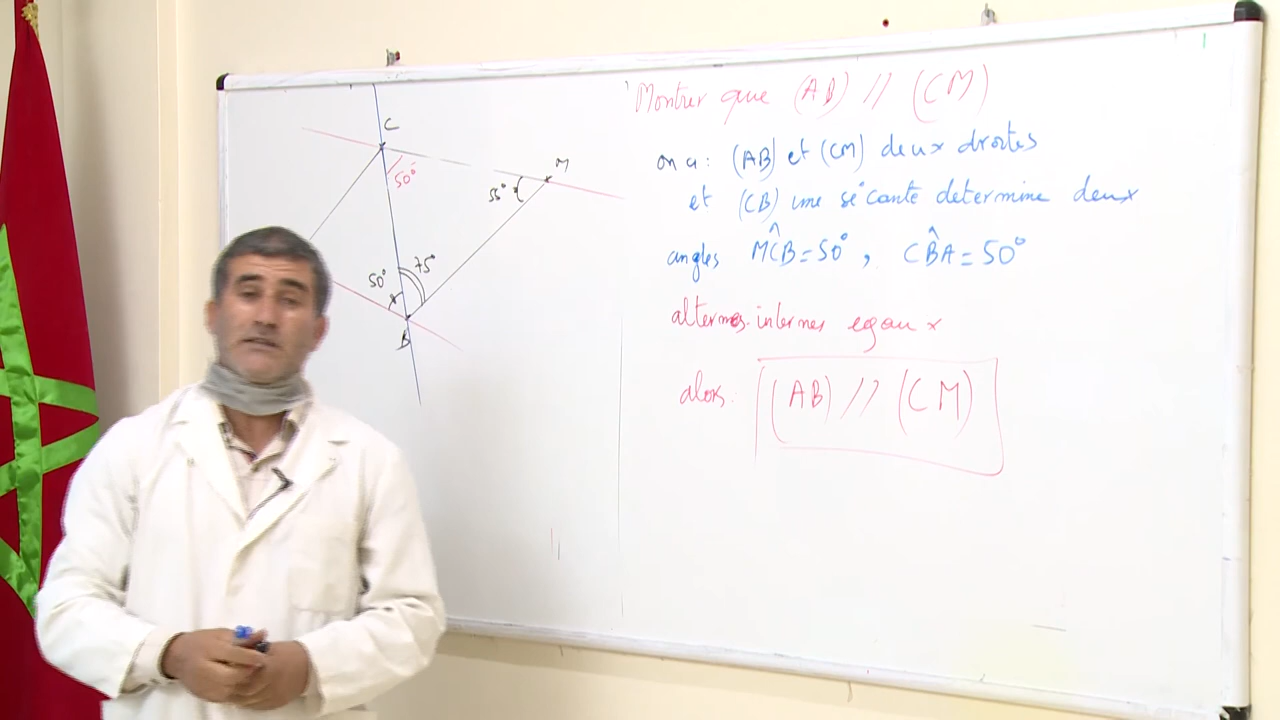 Montrer que (AB) // (CM)
on a : (AB) et (CM) deux droites
et (CB) une sécante determine deux
angles MĈB = 50°, CB̂A = 50°
alternes-internes egaux
alors (AB) // (CM)
C
50°
M
55°
75°
50°
B